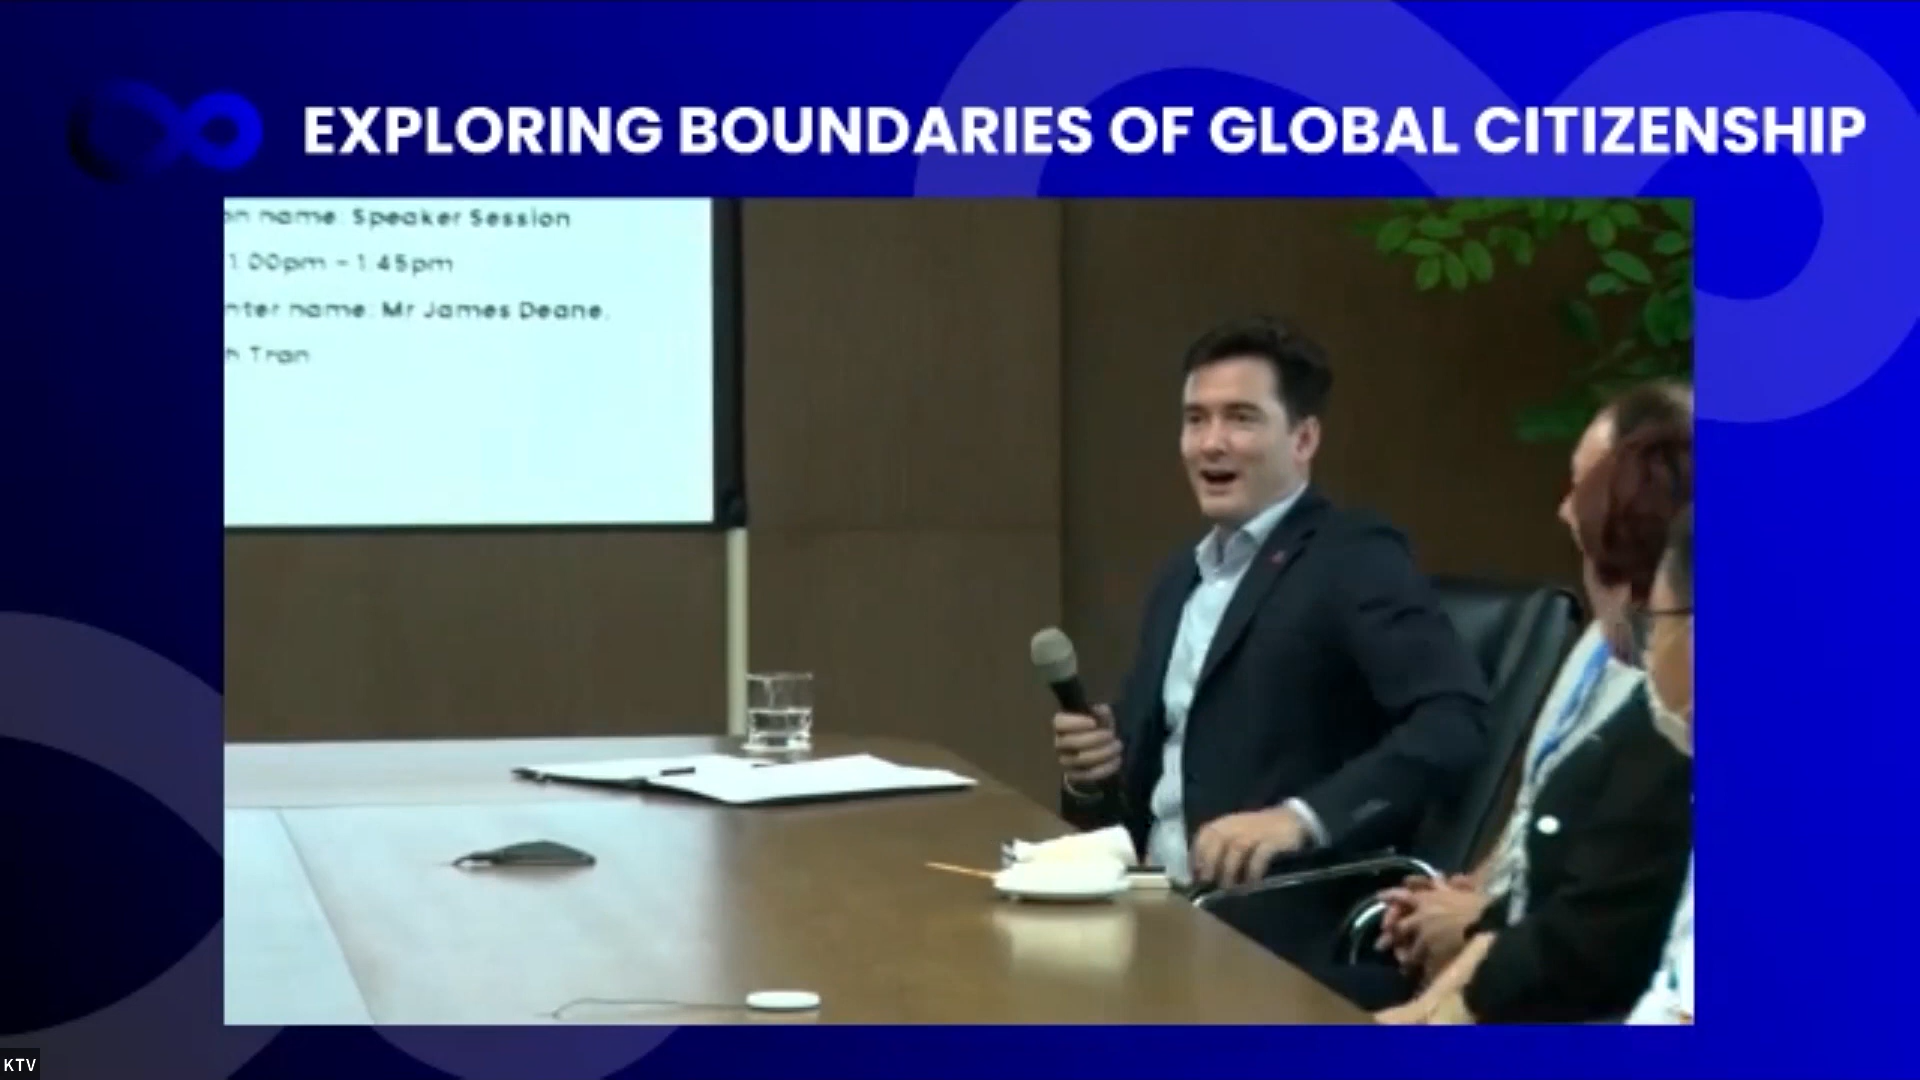 EXPLORING BOUNDARIES OF GLOBAL CITIZENSHIP
on name: Speaker Session
1.00pm - 1.45pm
nter name: Mr James Deane,
h Tran
KTV